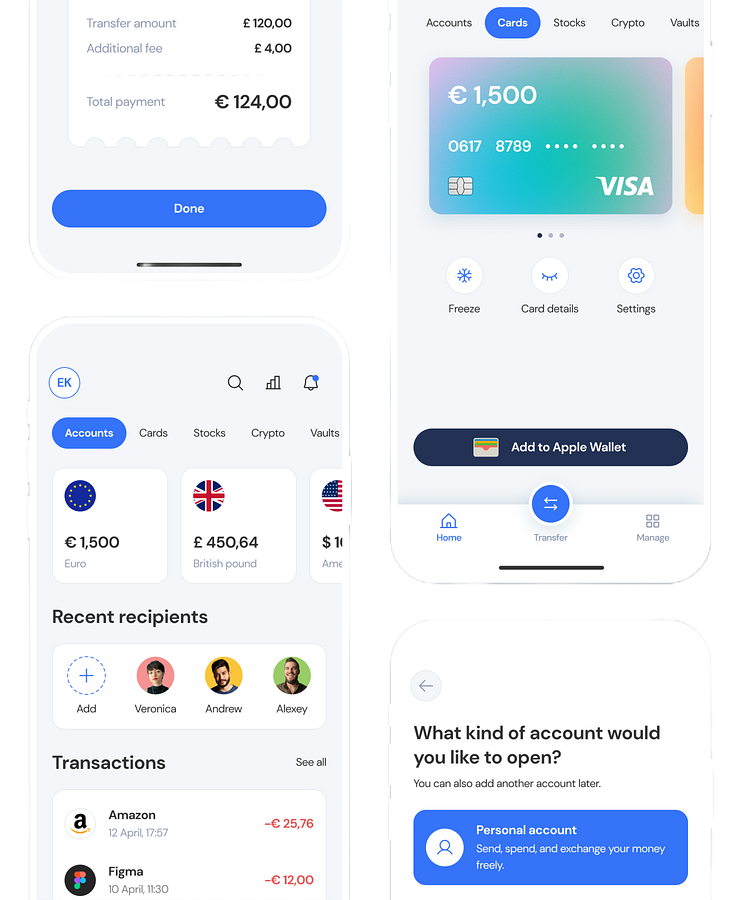 Transfer amount £ 120,00
Additional fee £ 4,00
Total payment € 124,00
Done
EK
Accounts Cards Stocks Crypto Vaults
€ 1,500
Euro
£ 450,64
British pound
$ 1
Ame
Recent recipients
Add Veronica Andrew Alexey
Transactions See all
a
Amazon
12 April, 17:57
-€ 25,76
Figma
10 April, 11:30
-€ 12,00
Accounts Cards Stocks Crypto Vaults
€ 1,500
0617 8789 •••• ••••
VISA
Freeze Card details Settings
Add to Apple Wallet
Home Transfer Manage
What kind of account would
you like to open?
You can also add another account later.
Personal account
Send, spend, and exchange your money
freely.